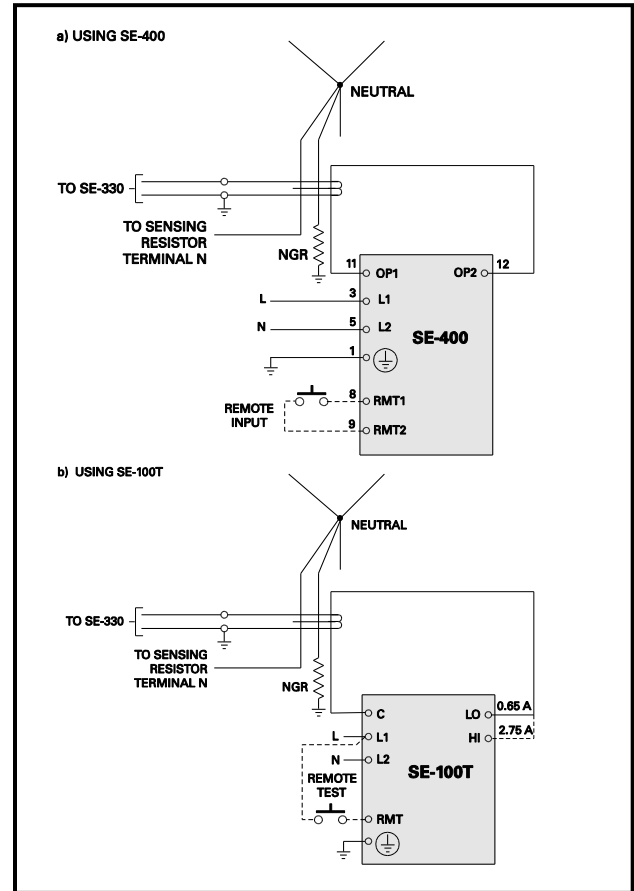 a) USING SE-400
NEUTRAL
TO SE-330
TO SENSING
RESISTOR
TERMINAL N
NGR
11
OP1
OP2
12
L
3
L1
N
5
L2
SE-400
1
REMOTE
INPUT
8
RMT1
9
RMT2
b) USING SE-100T
NEUTRAL
TO SE-330
TO SENSING
RESISTOR
TERMINAL N
NGR
C
LO
0.65 A
L
L1
HI
2.75 A
N
L2
SE-100T
REMOTE
TEST
RMT